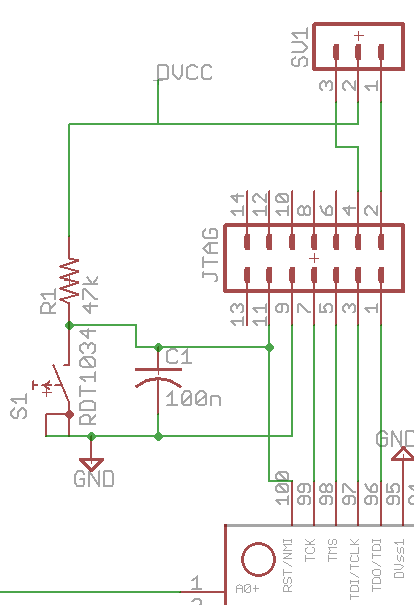 SV1
3 2 1
DVCC
14 12 10 8 6 4 2
JTAG
13 11 9 7 5 3 1
R1
47k
S1
RDT1034
C1
100n
GND
GND
100 99 98 97 96 95
1
A0+
RST/NMI
TCK
TMS
TDI/TCLK
TDO/TDI
DVss1